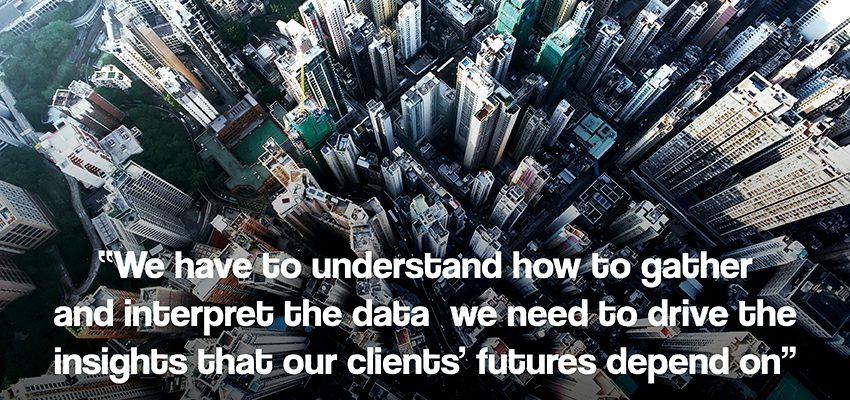 “We have to understand how to gather
and interpret the data  we need to drive the
insights that our clients’ futures depend on”